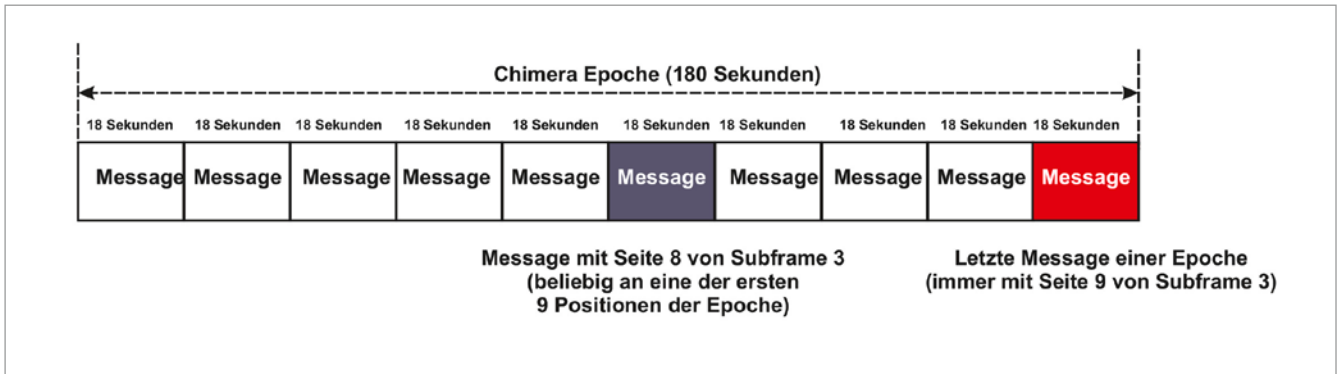 Chimera Epoche (180 Sekunden)
18 Sekunden 18 Sekunden 18 Sekunden 18 Sekunden 18 Sekunden 18 Sekunden 18 Sekunden 18 Sekunden 18 Sekunden 18 Sekunden
Message Message Message Message Message Message Message Message Message Message
Message mit Seite 8 von Subframe 3
(beliebig an eine der ersten
9 Positionen der Epoche)
Letzte Message einer Epoche
(immer mit Seite 9 von Subframe 3)